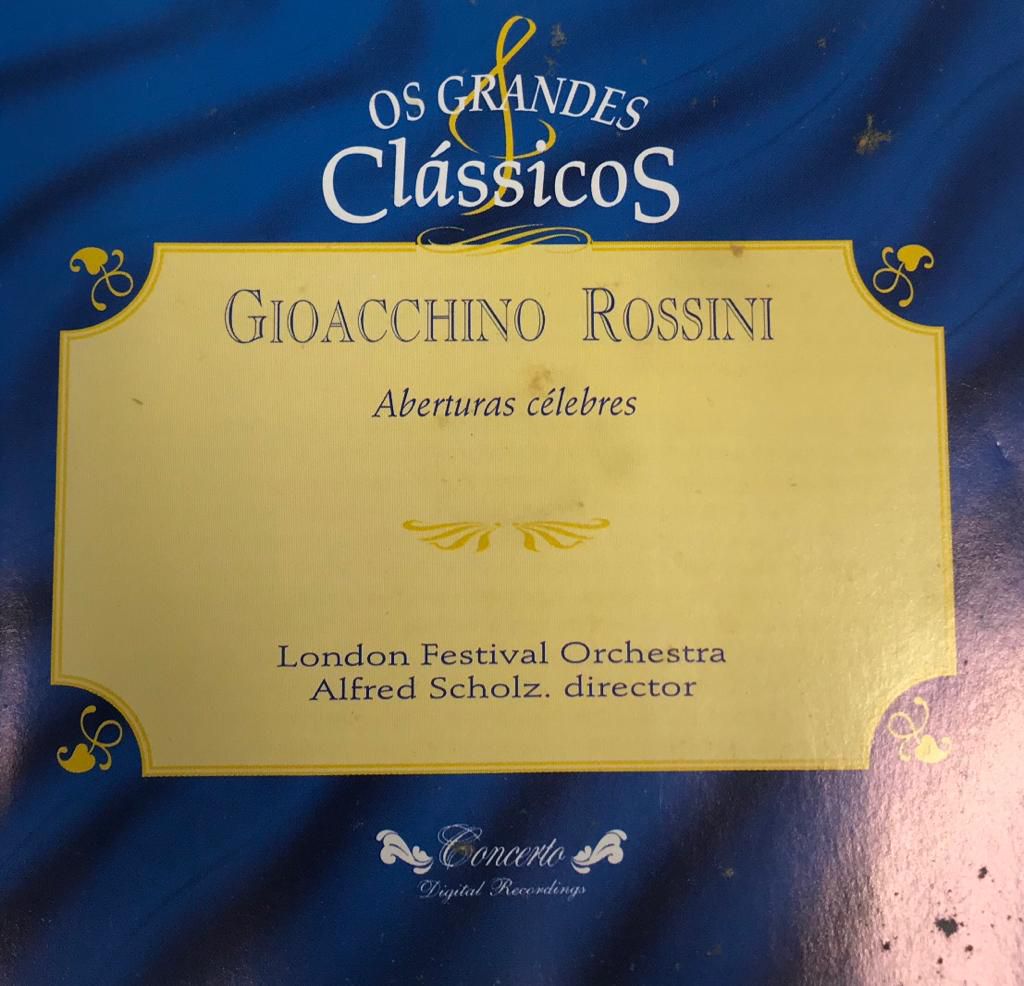 OS GRANDES
Clássicos
GIOACCHINO ROSSINI
Aberturas célebres
London Festival Orchestra
Alfred Scholz. director
Concerto
Digital Recordings